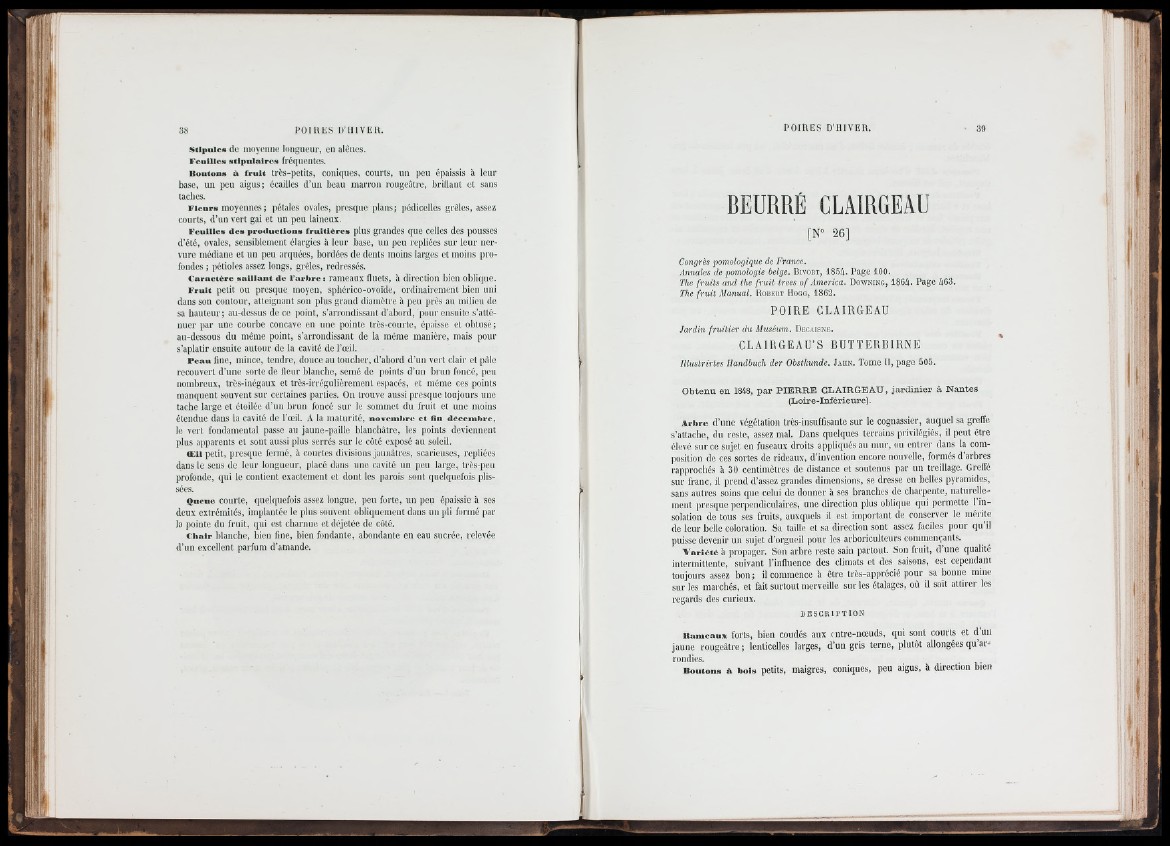 38 POIRES D'HIVER.
Stipules de moyenne longueur, en alênes.
Feuilles stipulaires fréquentes.
Boutons à fruit très-petits, coniques, courts, un peu épaissis à leur
base, un peu aigus; écailles d'un beau marron rougeâtre, brillant et sans
taches.
Fleurs moyennes; pétales ovales, presque plans; pédicelles grêles, assez
courts, d'un vert gai et un peu laineux.
Feuilles des productions fruitières plus grandes que celles des pousses
d'été, ovales, sensiblement élargies à leur base, un peu repliées sur leur ner-
vure médiane et un peu arquées, bordées de dents moins larges et moins pro-
fondes; pétioles assez longs, grêles, redressés.
Caractère saillant de l'arbre: rameaux fluets, à direction bien oblique.
Fruit petit ou presque moyen, sphérico-ovoïde, ordinairement bien uni
dans son contour, atteignant son plus grand diamètre à peu près au milieu de
sa hauteur; au-dessus de ce point, s'arrondissant d'abord, pour ensuite s'atté-
nuer par une courbe concave en une pointe très-courte, épaisse et obtuse;
au-dessous du même point, s'arrondissant de la même manière, mais pour
s'aplatir ensuite autour de la cavité de l'œil.
Peau fine, mince, tendre, douce au toucher, d'abord d'un vert clair et pâle
recouvert d'une sorte de fleur blanche, semé de points d'un brun foncé, peu
nombreux, très-inégaux et très-irrégulièrement espacés, et même ces points
manquent souvent sur certaines parties. On trouve aussi presque toujours une
tache large et étoilée d'un brun foncé sur le sommet du fruit et une moins
étendue dans la cavité de l'œil. A la maturité, novembre et fin décembre,
le vert fondamental passe au jaune-paille blanchâtre, les points deviennent
plus apparents et sont aussi plus serrés sur le côté exposé au soleil.
Œil petit, presque fermé, à courtes divisions jaunâtres, scarieuses, repliées
dans le sens de leur longueur, placé dans une cavité un peu large, très-peu
profonde, qui le contient exactement et dont les parois sont quelquefois plis-
sées.
Queue courte, quelquefois assez longue, peu forte, un peu épaissie à ses
deux extrémités, implantée le plus souvent obliquement dans un pli formé par
la pointe du fruit, qui est charnue et déjetée de côté.
Chair blanche, bien fine, bien fondante, abondante en eau sucrée, relevée
d'un excellent parfum d'amande.
POIRES D'HIVER. 39
BEURRÉ CLAIRGEAU
[N° 26]
Congrès pomologique de France.
Annales de pomologie belge. BIVORT, 1854. Page 100.
The fruits and the fruit trees of America. DOWNING, 1864. Page 463.
The fruit Manual. ROBERT HOGG, 1862.
POIRE CLAIRGEAU
Jardin fruitier du Muséum. DECAISNE.
CLAIRGEAU'S BUTTERBIRNE
Illustrirtes Handbuch der Obstkunde. JAHN. Tome II, page 505.
Obtenu en 1848, par PIERRE CLAIRGEAU, jardinier à Nantes
(Loire-Inférieure).
Arbre d'une végétation très-insuffisante sur le cognassier, auquel sa greffe
s'attache, du reste, assez mal. Dans quelques terrains privilégiés, il peut être
élevé sur ce sujet en fuseaux droits appliqués au mur, ou entrer dans la com-
position de ces sortes de rideaux, d'invention encore nouvelle, formés d'arbres
rapprochés à 30 centimètres de distance et soutenus par un treillage. Greffé
sur franc, il prend d'assez grandes dimensions, se dresse en belles pyramides,
sans autres soins que celui de donner à ses branches de charpente, naturelle-
ment presque perpendiculaires, une direction plus oblique qui permette l'in-
solation de tous ses fruits, auxquels il est important de conserver le mérite
de leur belle coloration. Sa taille et sa direction sont assez faciles pour qu'il
puisse devenir un sujet d'orgueil pour les arboriculteurs commençants.
Variété à propager. Son arbre reste sain partout. Son fruit, d'une qualité
intermittente, suivant l'influence des climats et des saisons, est cependant
toujours assez bon; il commence à être très-apprécié pour sa bonne mine
sur les marchés, et fait surtout merveille sur les étalages, où il sait attirer les
regards des curieux.
DESCRIPTION
Rameaux forts, bien coudés aux entre-nœuds, qui sont courts et d'un
jaune rougeâtre; lenticelles larges, d'un gris terne, plutôt allongées qu'ar-
rondies.
Boutons à bois petits, maigres, coniques, peu aigus, à direction bien